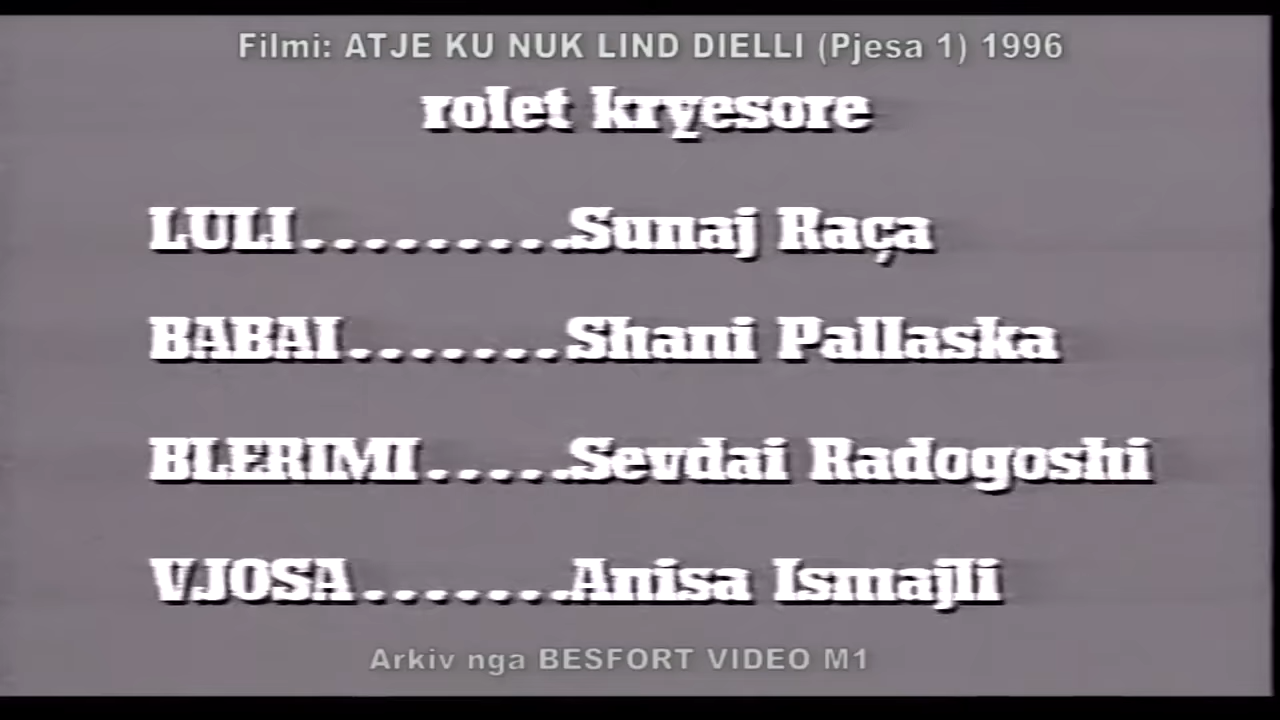 Filmi: ATJE KU NUK LIND DIELLI (Pjesa 1) 1996
rolet kryesore
LULI..........Sunaj Raça
BABAI........Shani Pallaska
BLERIMI.....Sevdai Radogoshi
VJOSA........Anisa Ismajli
Arkiv nga BESFORT VIDEO M1